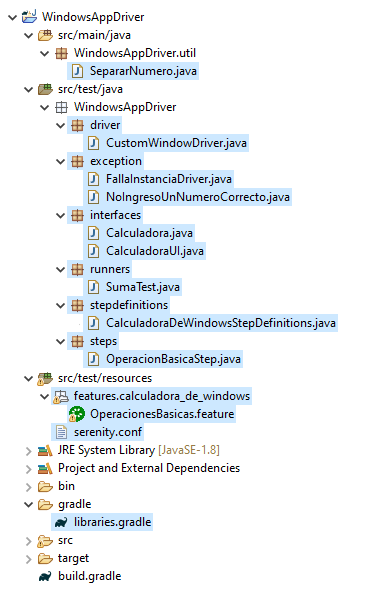 WindowsAppDriver
src/main/java
WindowsAppDriver.util
SepararNumero.java
src/test/java
WindowsAppDriver
driver
CustomWindowDriver.java
exception
FallaInstanciaDriver.java
NoIngresoUnNumeroCorrecto.java
interfaces
Calculadora.java
CalculadoraUI.java
runners
SumaTest.java
stepdefinitions
CalculadoraDeWindowsStepDefinitions.java
steps
OperacionBasicaStep.java
src/test/resources
features.calculadora_de_windows
OperacionesBasicas.feature
serenity.conf
JRE System Library [JavaSE-1.8]
Project and External Dependencies
bin
gradle
libraries.gradle
src
target
build.gradle